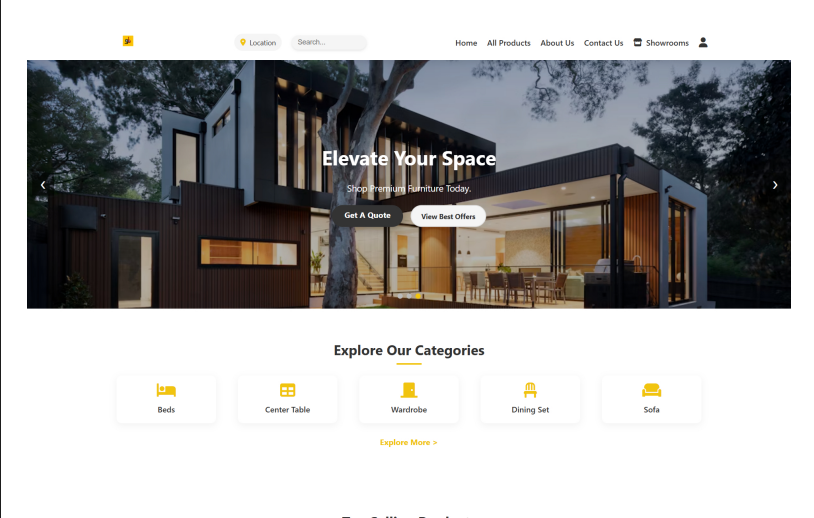 Location
Search...
Home
All Products
About Us
Contact Us
Showrooms
Elevate Your Space
Shop Premium Furniture Today.
Get A Quote
View Best Offers
Explore Our Categories
Beds
Center Table
Wardrobe
Dining Set
Sofa
Explore More >